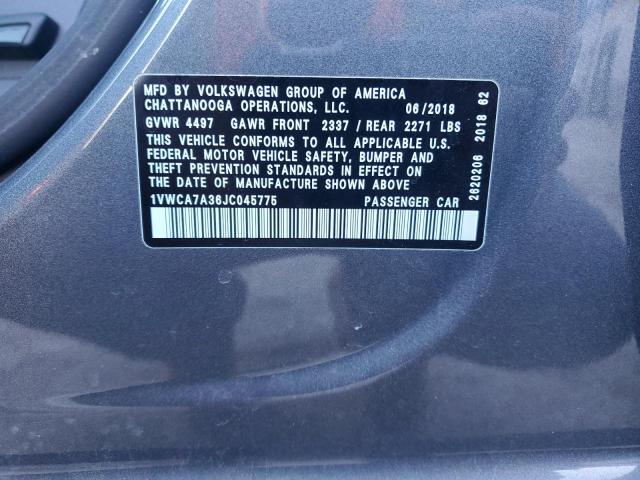 MFD BY VOLKSWAGEN GROUP OF AMERICA
CHATTANOOGA OPERATIONS, LLC. 06/2018
GVWR 4497 GAWR FRONT 2337 / REAR 2271 LBS
THIS VEHICLE CONFORMS TO ALL APPLICABLE U.S.
FEDERAL MOTOR VEHICLE SAFETY, BUMPER AND
THEFT PREVENTION STANDARDS IN EFFECT ON
THE DATE OF MANUFACTURE SHOWN ABOVE.
1VWCA7A36JC045775 PASSENGER CAR
2620206 2018 62